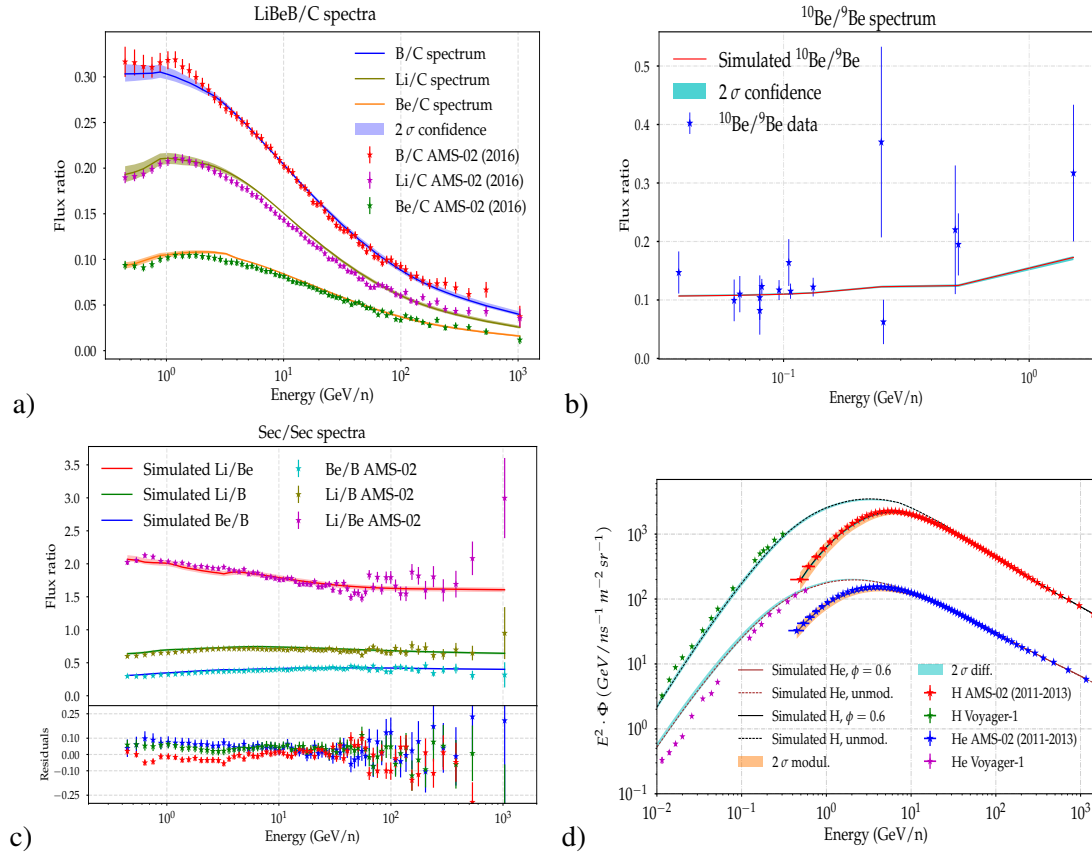 LiBeB/C spectra
Flux ratio
0.30
0.25
0.20
0.15
0.10
0.05
0.00
B/C spectrum
Li/C spectrum
Be/C spectrum
2 σ confidence
B/C AMS-02 (2016)
Li/C AMS-02 (2016)
Be/C AMS-02 (2016)
10⁰ 10¹ 10² 10³
Energy (GeV/n)
a)
¹⁰Be/⁹Be spectrum
Flux ratio
0.5
0.4
0.3
0.2
0.1
0.0
Simulated ¹⁰Be/⁹Be
2 σ confidence
¹⁰Be/⁹Be data
10⁻¹ 10⁰
Energy (GeV/n)
b)
Sec/Sec spectra
Flux ratio
3.5
3.0
2.5
2.0
1.5
1.0
0.5
0.0
Simulated Li/Be
Simulated Li/B
Simulated Be/B
Be/B AMS-02
Li/B AMS-02
Li/Be AMS-02
Residuals
0.25
0.10
0.00
−0.10
−0.25
10⁰ 10¹ 10² 10³
Energy (GeV/n)
c)
E² · Φ (GeV/ns⁻¹ m⁻² sr⁻¹)
10³
10²
10¹
10⁰
10⁻¹
Simulated He, ϕ = 0.6
Simulated He, unmod.
Simulated H, ϕ = 0.6
Simulated H, unmod.
2 σ modul.
2 σ diff.
H AMS-02 (2011-2013)
H Voyager-1
He AMS-02 (2011-2013)
He Voyager-1
10⁻² 10⁻¹ 10⁰ 10¹ 10² 10³
Energy (GeV/n)
d)